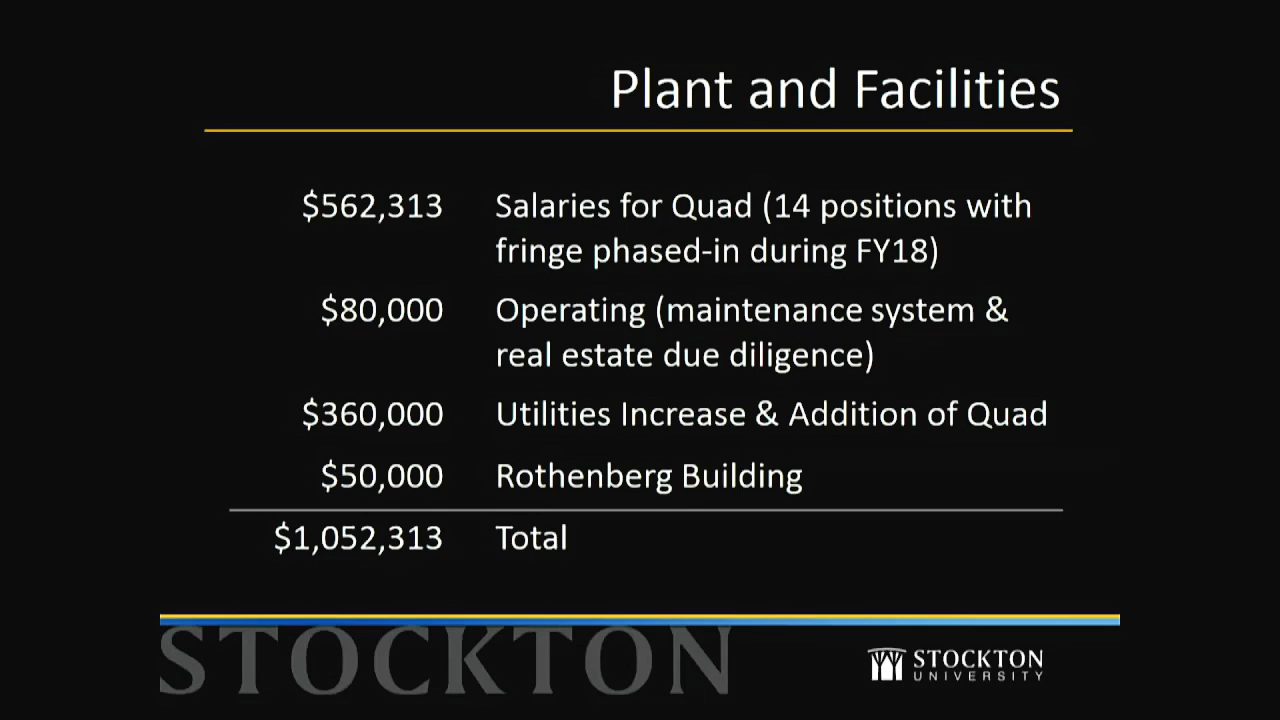 Plant and Facilities
$562,313 Salaries for Quad (14 positions with
fringe phased-in during FY18)
$80,000 Operating (maintenance system &
real estate due diligence)
$360,000 Utilities Increase & Addition of Quad
$50,000 Rothenberg Building
$1,052,313 Total
STOCKTON
STOCKTON
UNIVERSITY